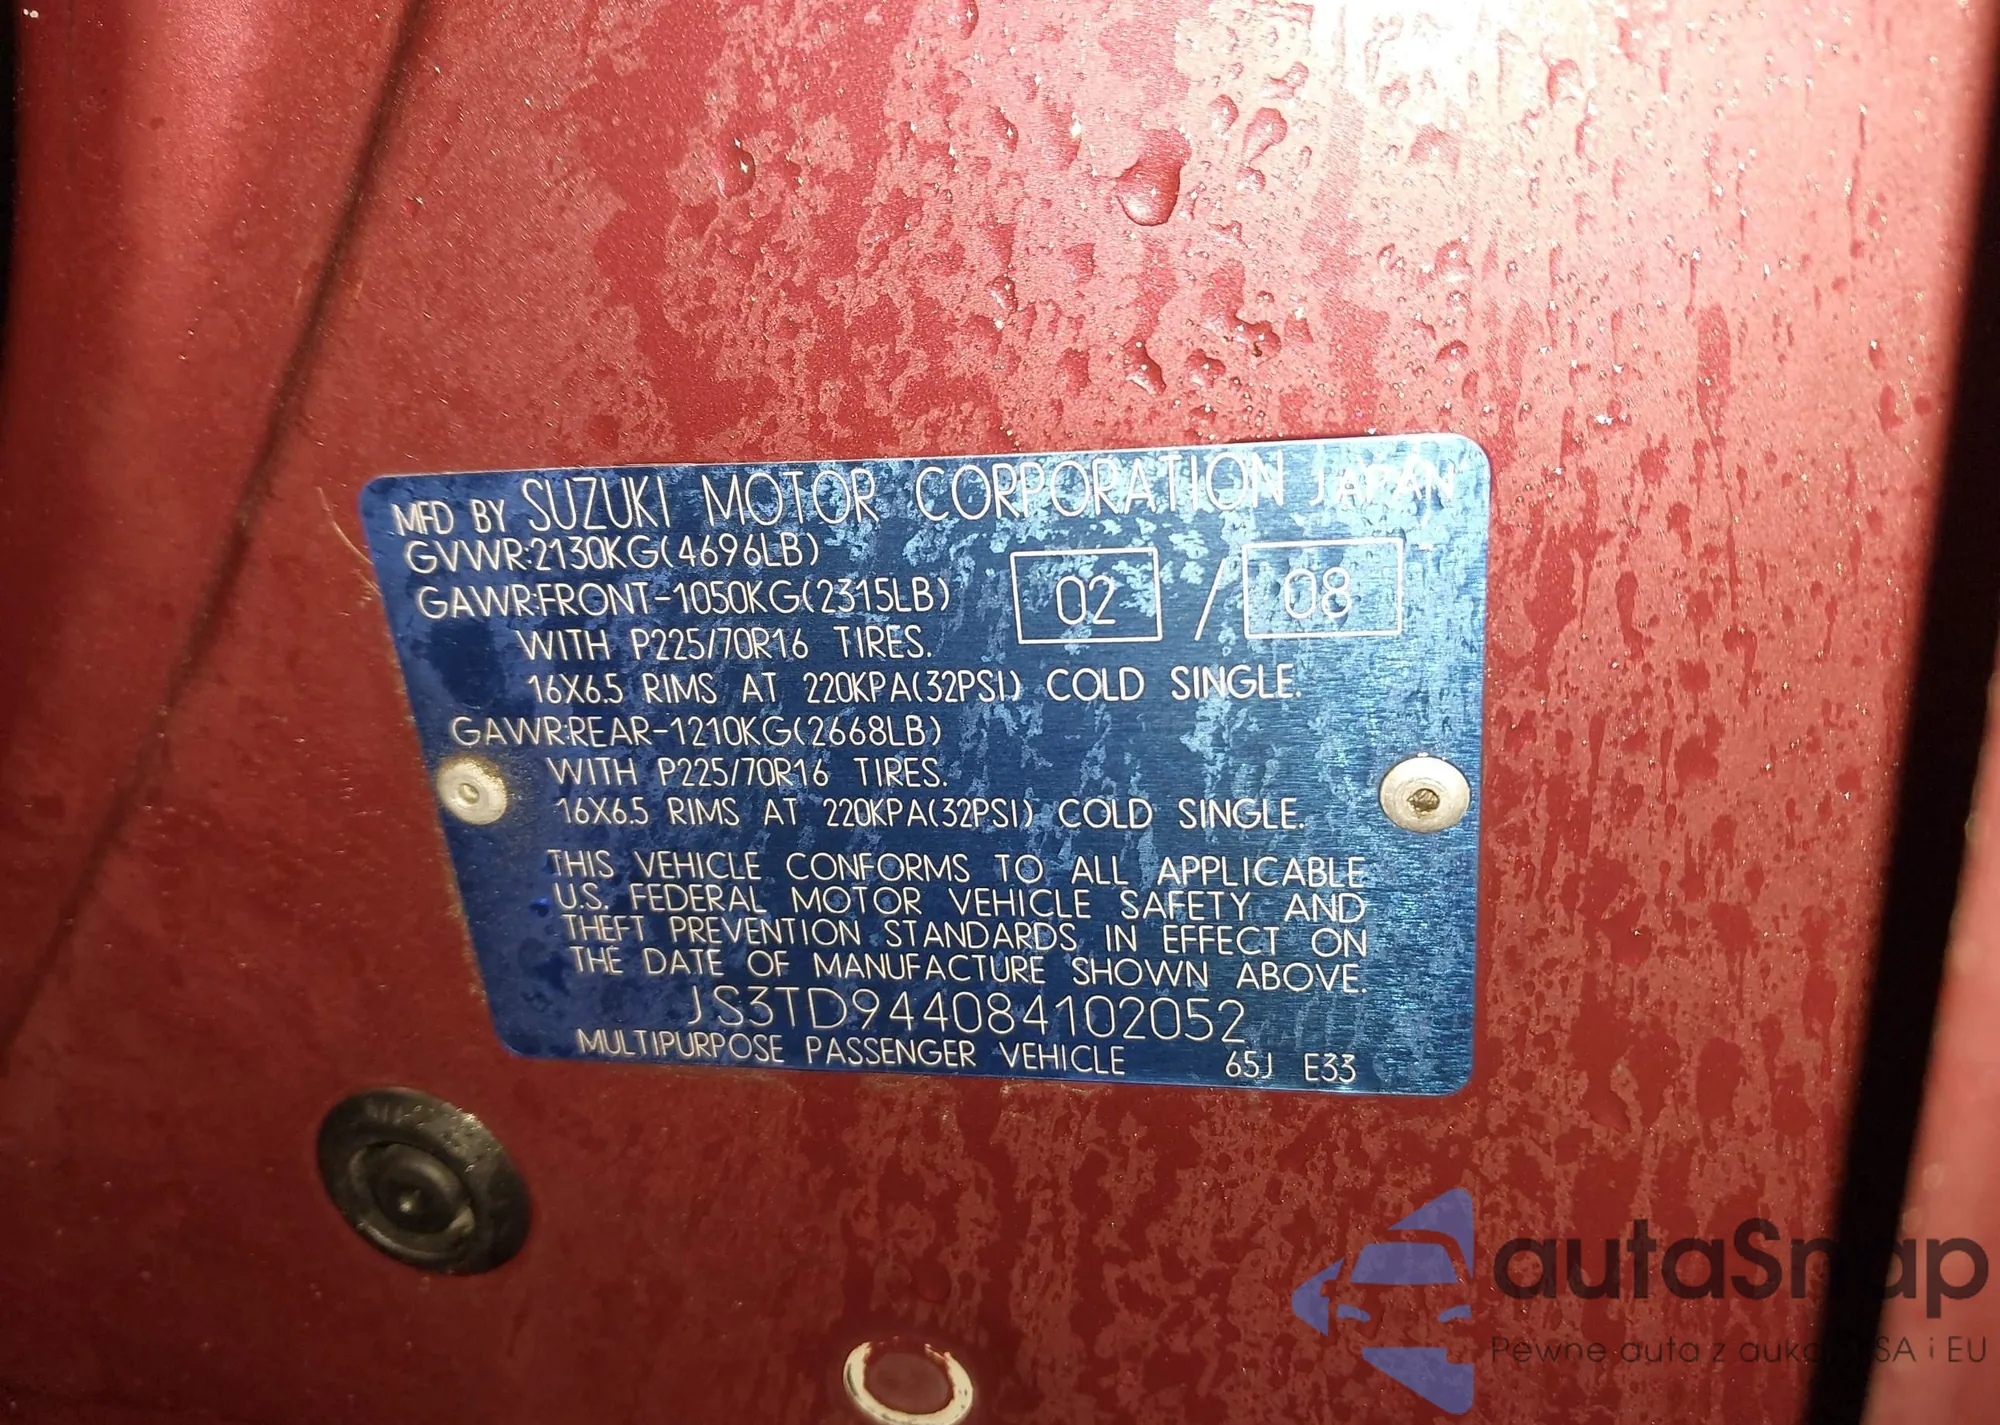 MFD BY SUZUKI MOTOR CORPORATION JAPAN
GVWR:2130KG(4696LB)
GAWR:FRONT-1050KG(2315LB)
02 / 08
WITH P225/70R16 TIRES.
16X6.5 RIMS AT 220KPA(32PSI) COLD SINGLE.
GAWR:REAR-1210KG(2668LB)
WITH P225/70R16 TIRES.
16X6.5 RIMS AT 220KPA(32PSI) COLD SINGLE.
THIS VEHICLE CONFORMS TO ALL APPLICABLE
U.S. FEDERAL MOTOR VEHICLE SAFETY AND
THEFT PREVENTION STANDARDS IN EFFECT ON
THE DATE OF MANUFACTURE SHOWN ABOVE.
JS3TD944084102052
MULTIPURPOSE PASSENGER VEHICLE 65J E33
autaSnap
Pewne auta z i EU